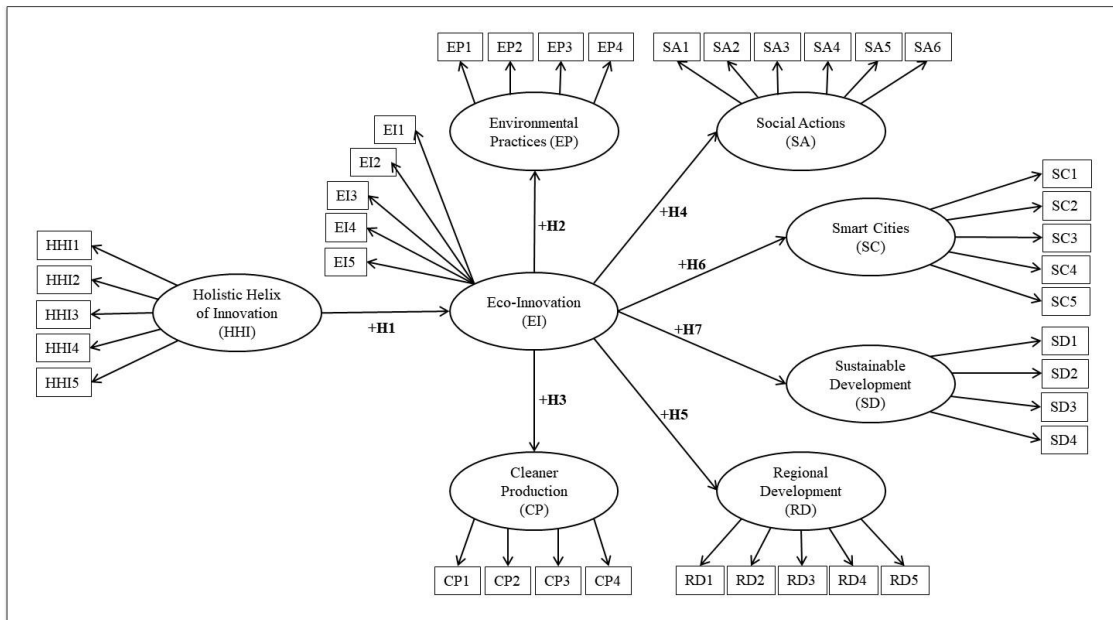 EP1
EP2
EP3
EP4
SA1
SA2
SA3
SA4
SA5
SA6
Environmental
Practices (EP)
Social Actions
(SA)
EI1
EI2
EI3
EI4
EI5
+H2
+H4
SC1
SC2
SC3
SC4
SC5
Smart Cities
(SC)
+H6
HHI1
HHI2
HHI3
HHI4
HHI5
Holistic Helix
of Innovation
(HHI)
+H1
Eco-Innovation
(EI)
+H7
SD1
SD2
SD3
SD4
Sustainable
Development
(SD)
+H3
+H5
Cleaner
Production
(CP)
Regional
Development
(RD)
CP1
CP2
CP3
CP4
RD1
RD2
RD3
RD4
RD5